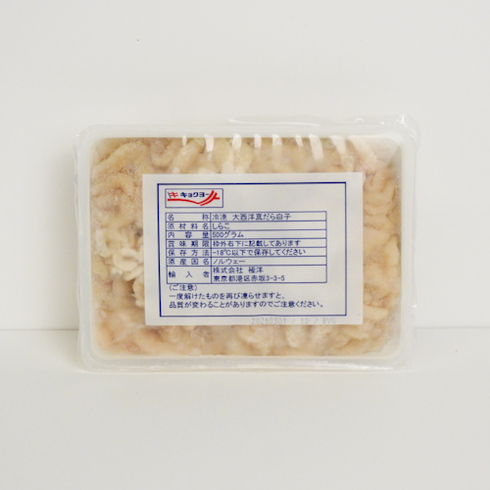 キョクヨー
名 称 冷凍 大西洋真だら白子
原材料名 しらこ
内 容 量 500グラム
賞味期限 枠外右下に記載してあります
保存方法 -18℃以下で保存してください
原産国名 ノルウェー
輸 入 者 株式会社 極洋
東京都港区赤坂3-3-5
(ご注意)
一度解けたものを再び凍らせますと、
品質が変わることがありますのでご注意ください。